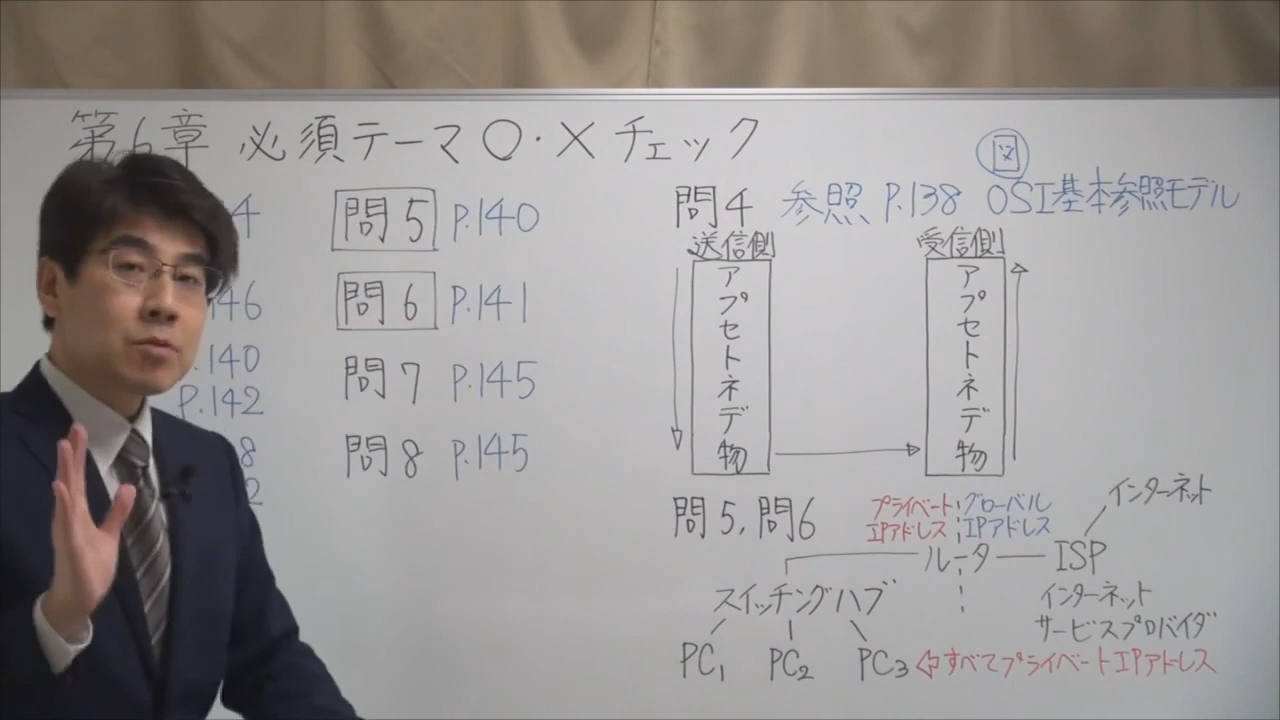 第6章 必須テーマ〇・×チェック
4
146
P.140
P.142
8
2
問5 P.140
問6 P.141
問7 P.145
問8 P.145
図
問4 参照 P.138 OSI基本参照モデル
送信側
アプセトネデ物
受信側
アプセトネデ物
問5,問6
プライベート
IPアドレス
グローバル
IPアドレス
インターネット
ルータ
ISP
スイッチングハブ
インターネット
サービスプロバイダ
PC1 PC2 PC3
すべてプライベートIPアドレス